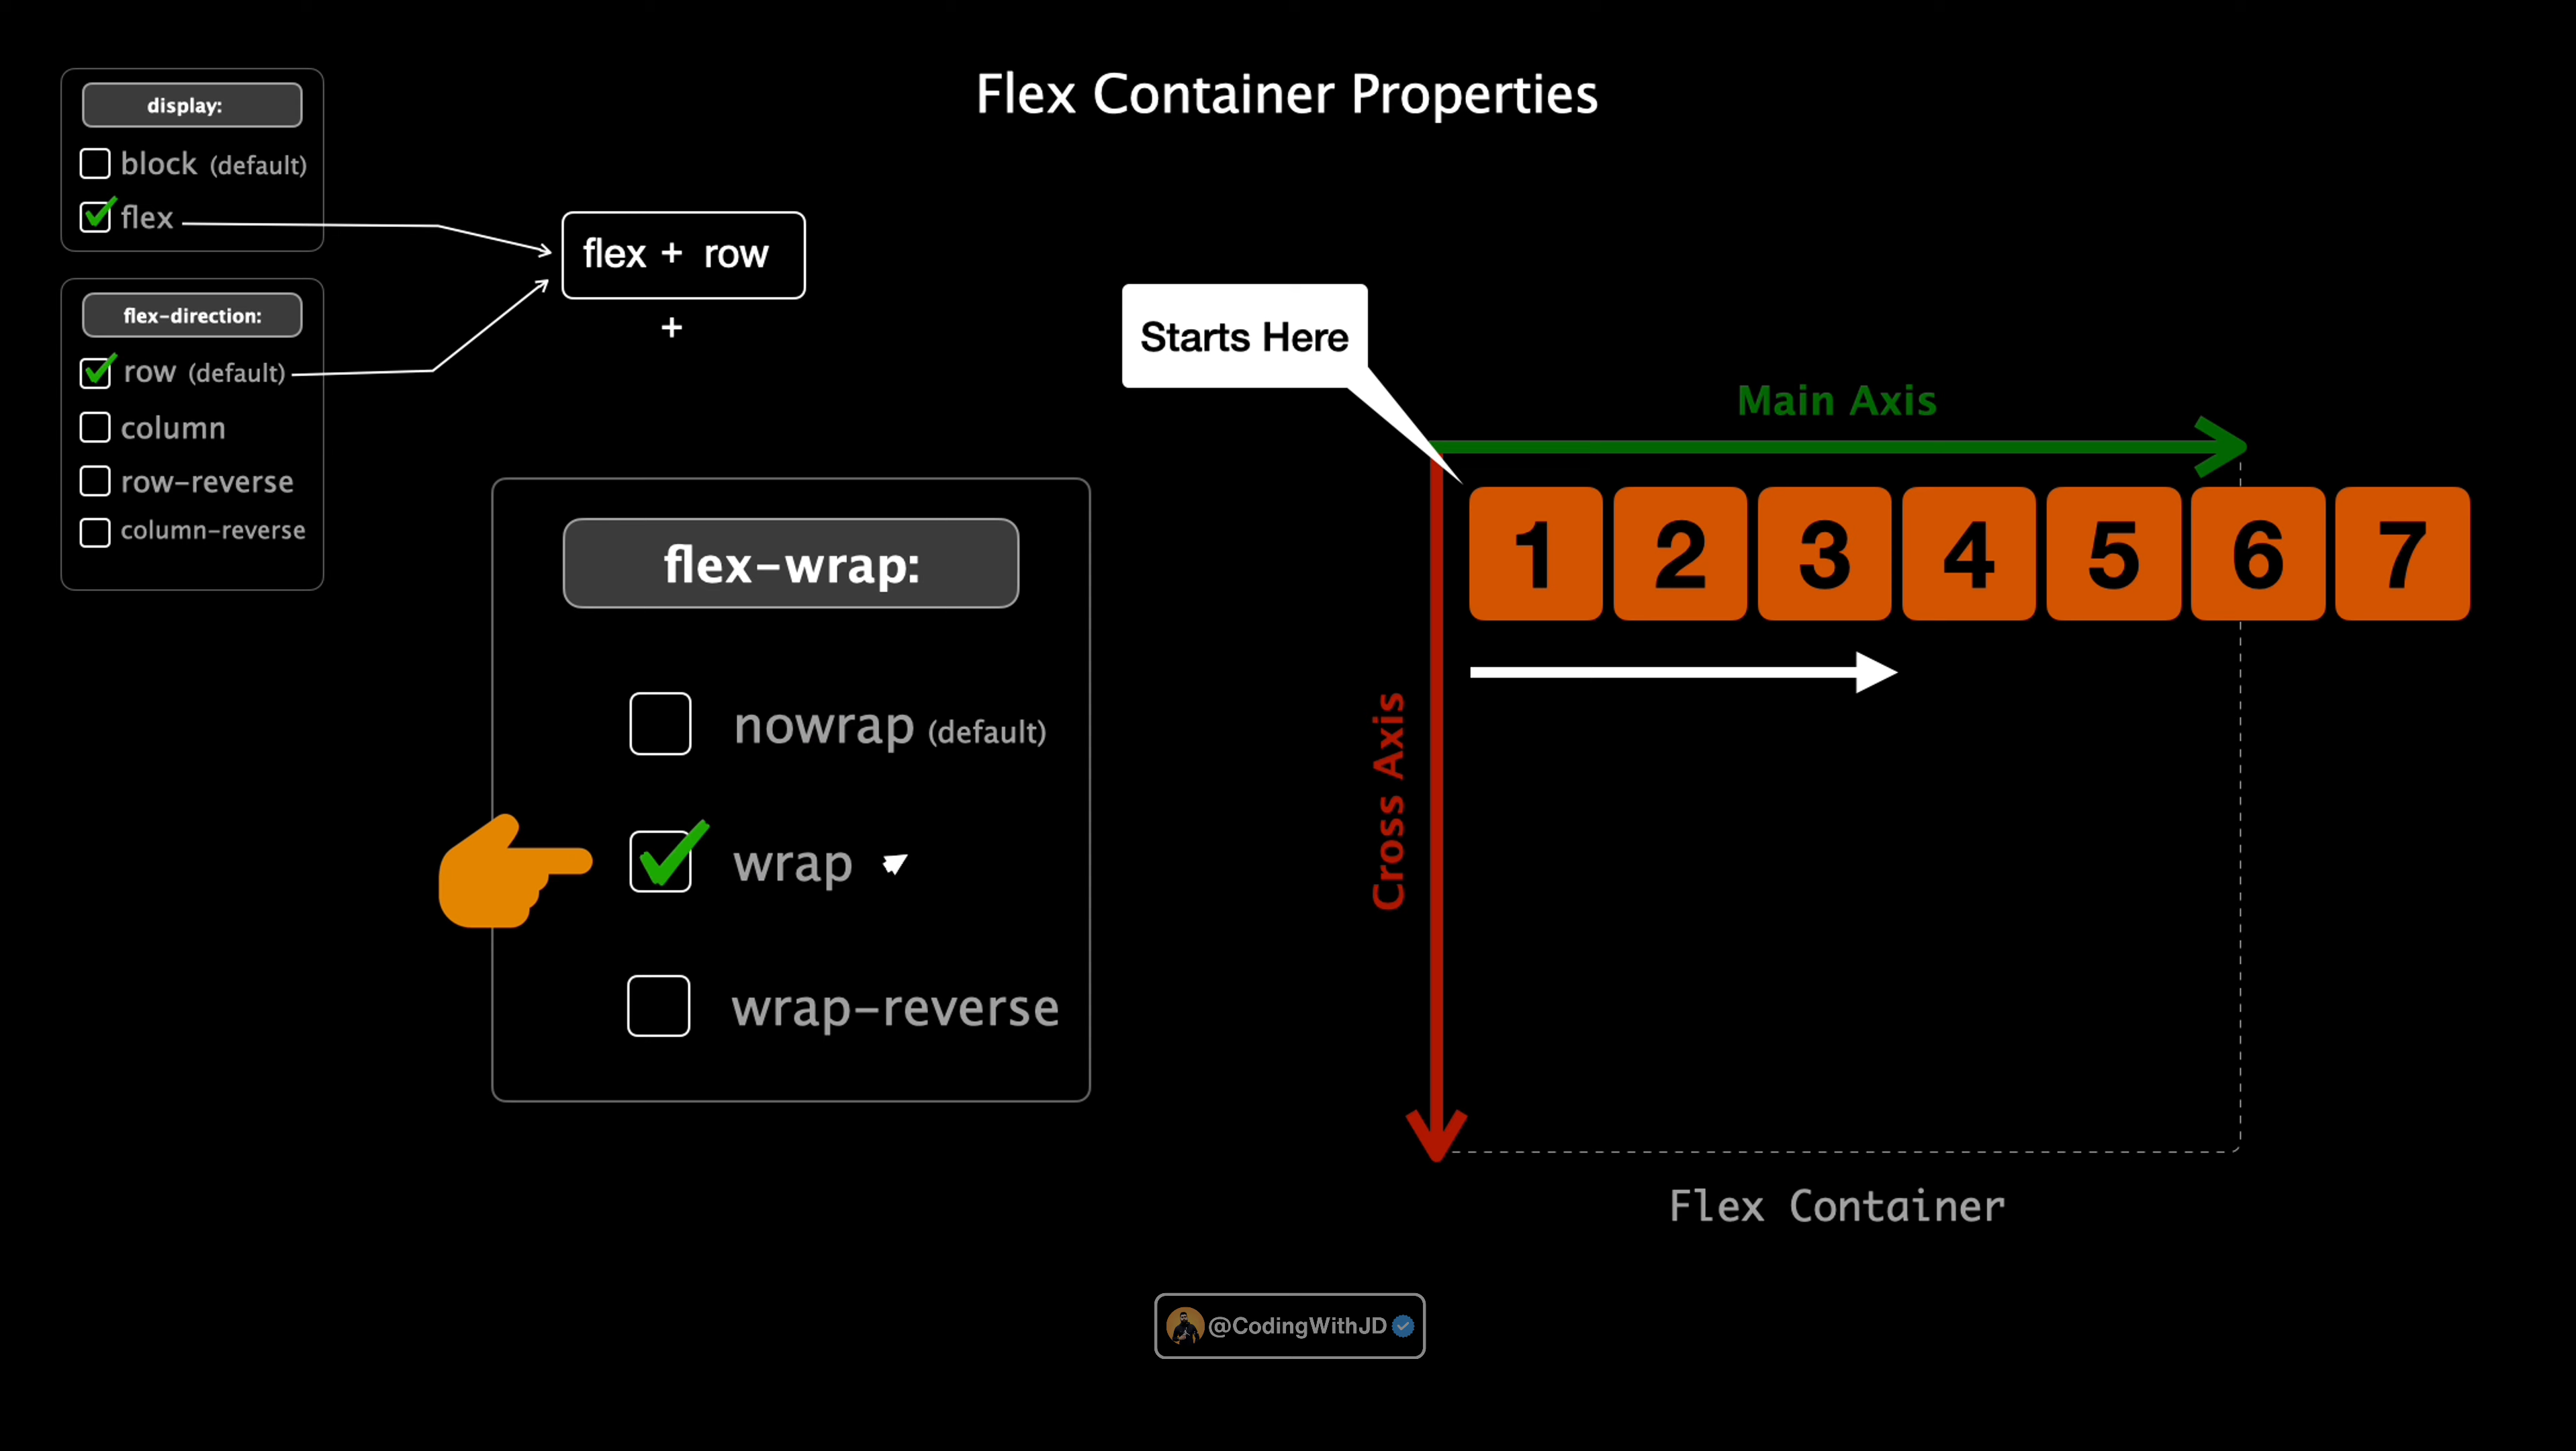 Flex Container Properties
display:
block (default)
flex
flex-direction:
row (default)
column
row-reverse
column-reverse
flex + row
+
flex-wrap:
nowrap (default)
wrap
wrap-reverse
Starts Here
Main Axis
1 2 3 4 5 6 7
Cross Axis
Flex Container
@CodingWithJD